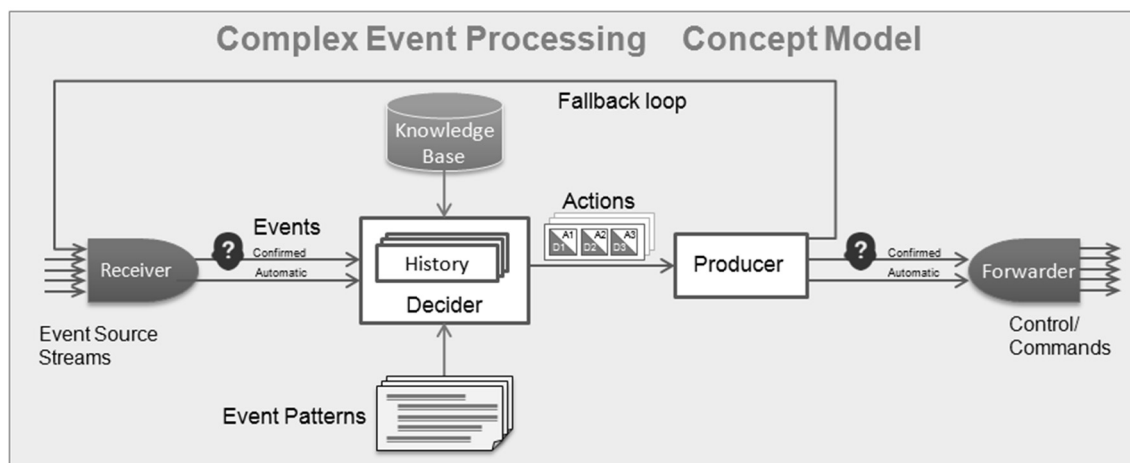 Complex Event Processing Concept Model
Fallback loop
Knowledge
Base
Actions
Events
?
Confirmed
Automatic
Receiver
History
Decider
A1
A2
A3
D1
D2
D3
Producer
?
Confirmed
Automatic
Forwarder
Event Source
Streams
Control/
Commands
Event Patterns